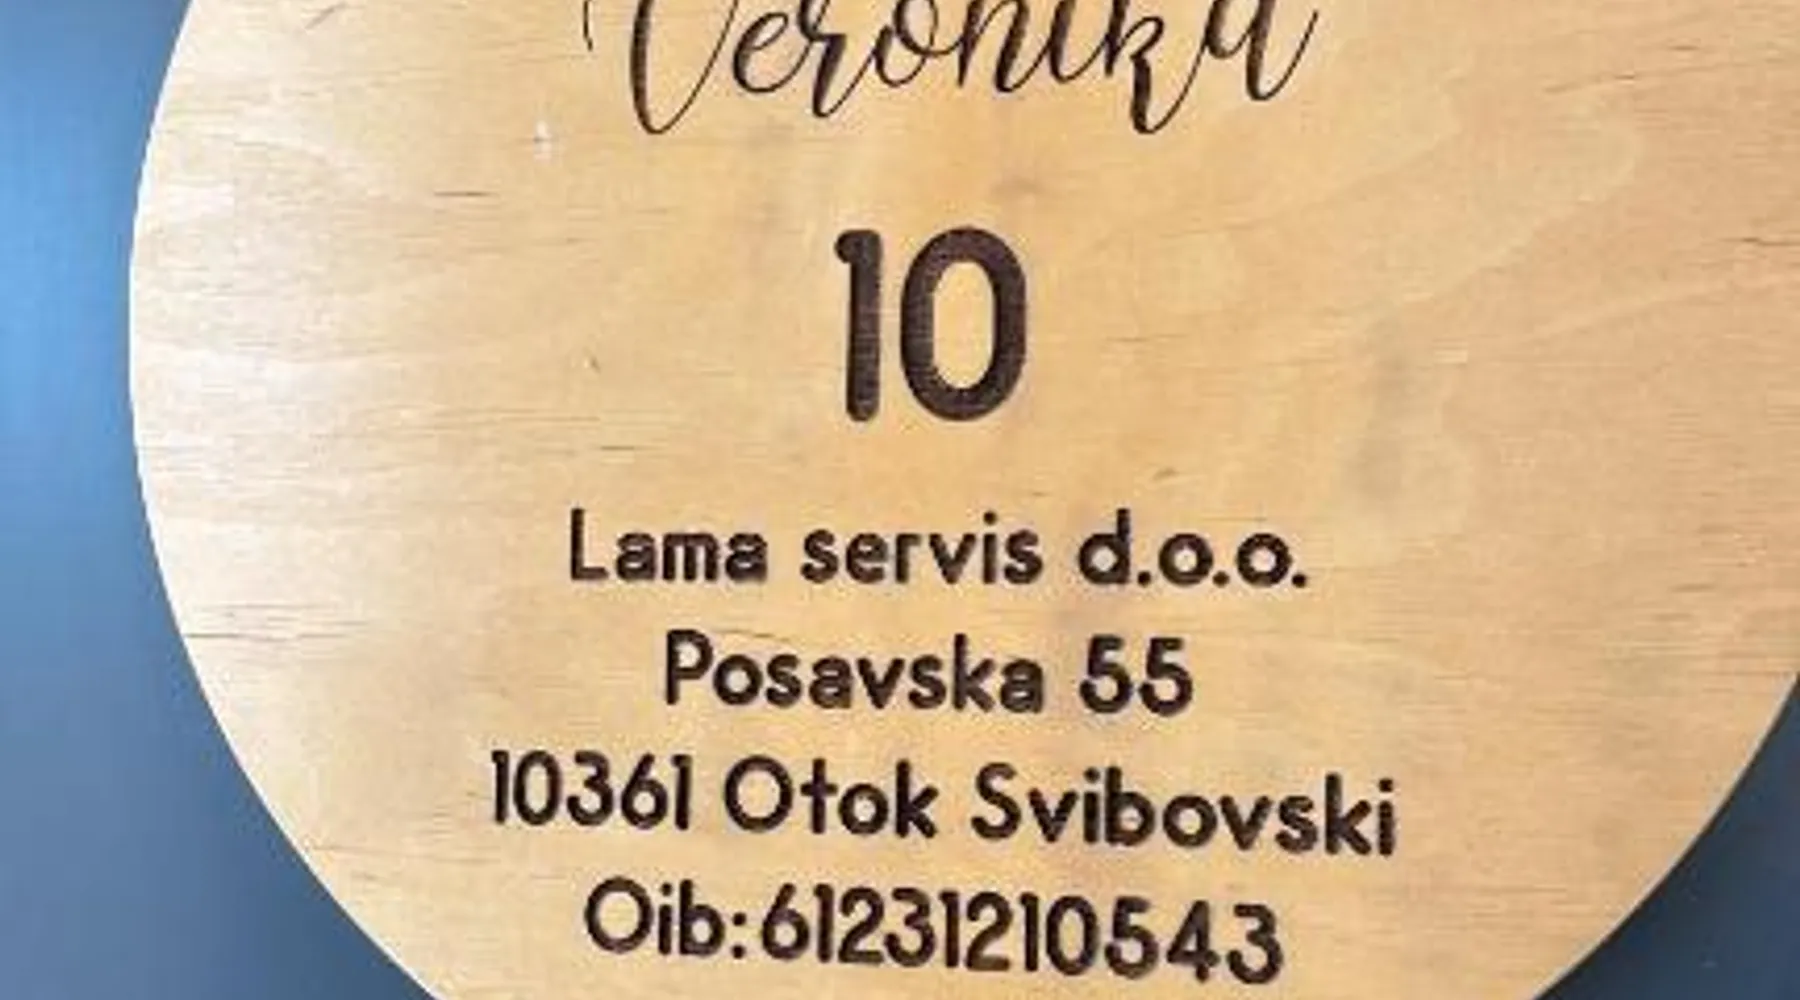 Veronika
10
Lama servis d.o.o.
Posavska 55
10361 Otok Svibovski
Oib:61231210543